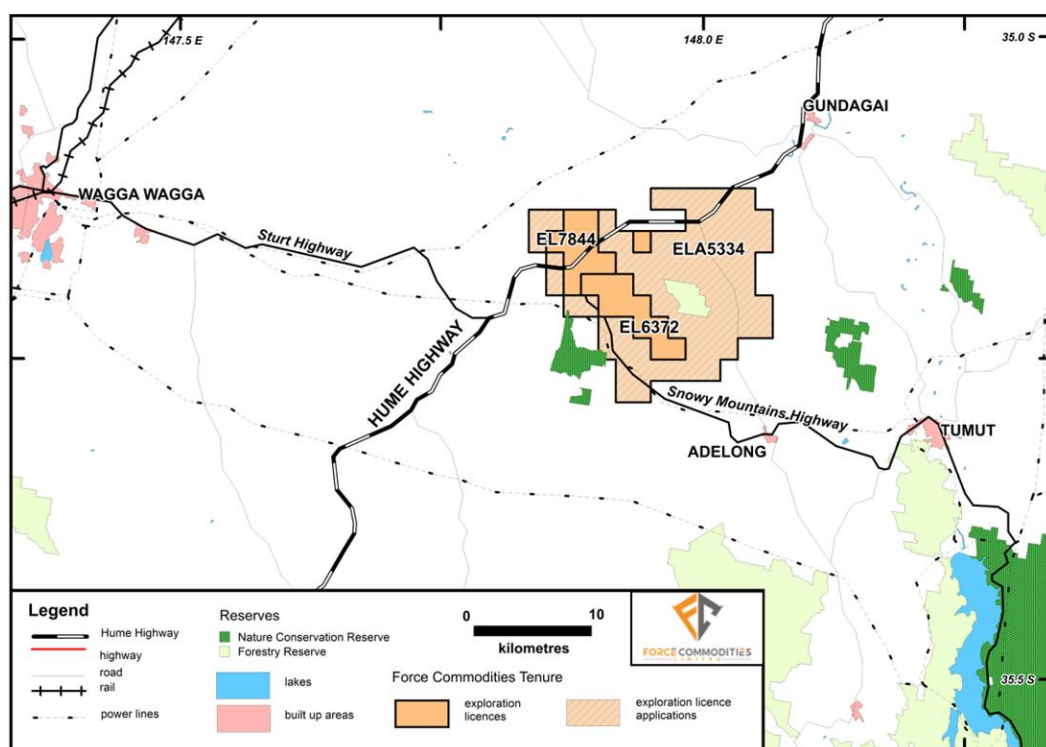 147.5 E
148.0 E
35.0 S
GUNDAGAI
WAGGA WAGGA
Sturt Highway
EL7844
ELA5334
EL6372
HUME HIGHWAY
Snowy Mountains Highway
ADELONG
TUMUT
35.5 S
Legend
Hume Highway
highway
road
rail
power lines
Reserves
Nature Conservation Reserve
Forestry Reserve
lakes
built up areas
0 10
kilometres
Force Commodities Tenure
exploration
licences
exploration licence
applications
FC
FORCE COMMODITIES
LIMITED